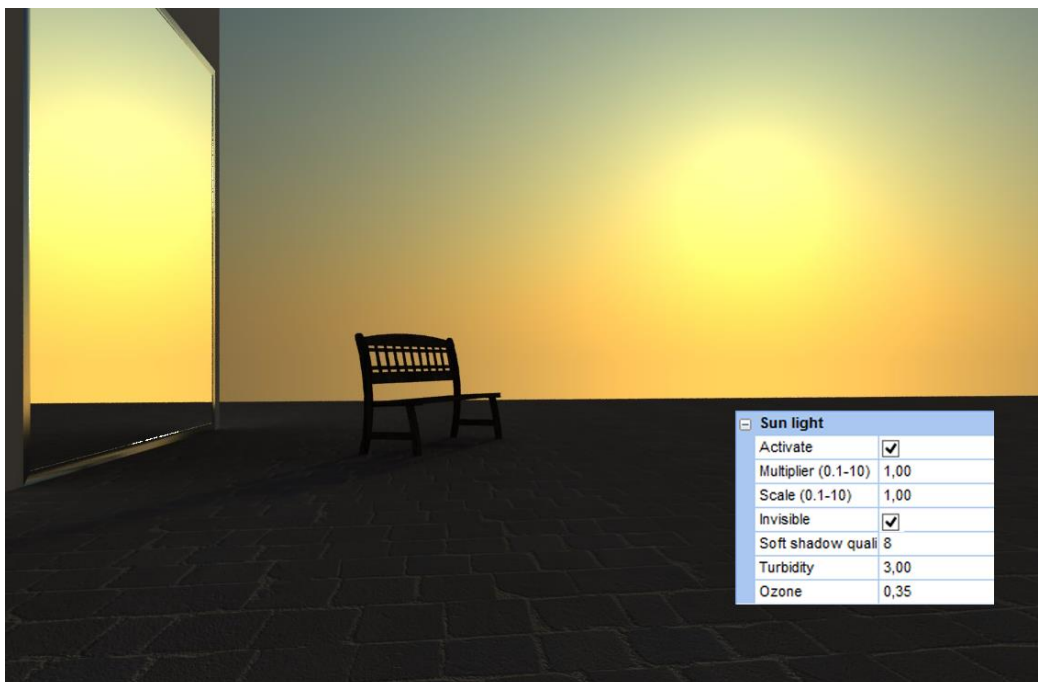 Sun light
Activate
Multiplier (0.1-10) 1,00
Scale (0.1-10) 1,00
Invisible
Soft shadow quali 8
Turbidity 3,00
Ozone 0,35